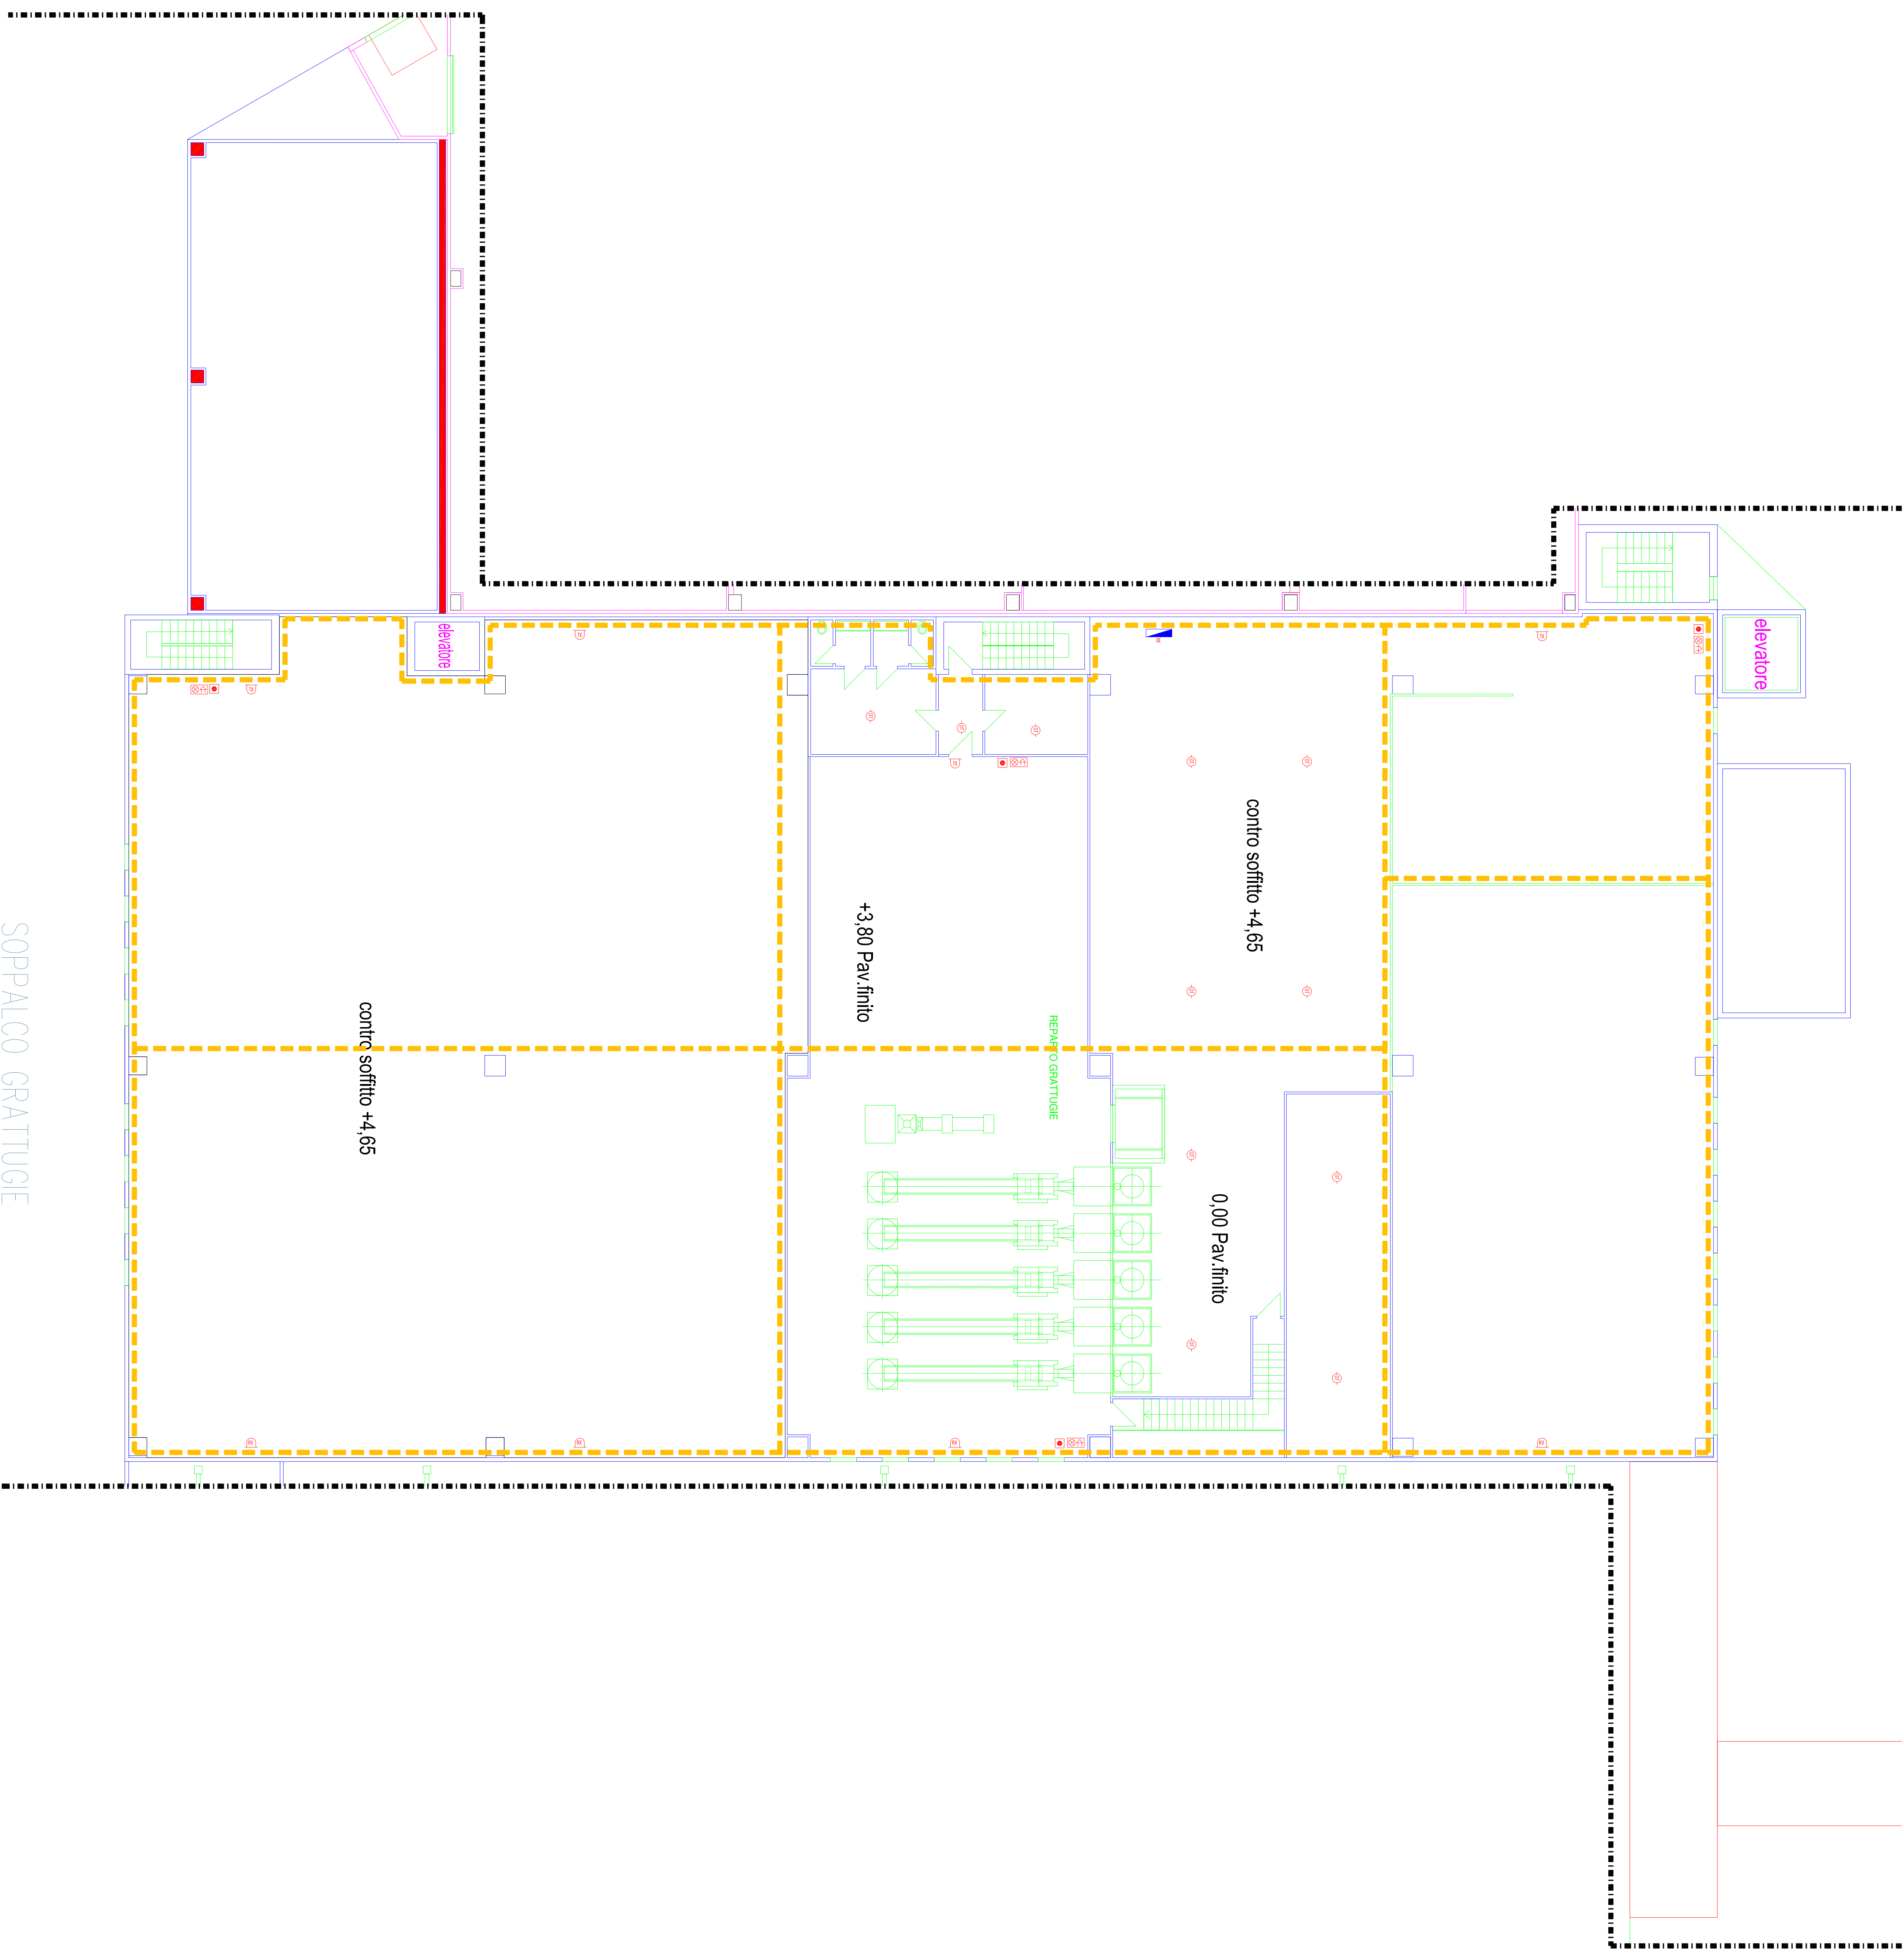 elevatore
elevatore
contro soffitto +4,65
+3,80 Pav.finito
REPARTO GRATTUGIE
contro soffitto +4,65
0,00 Pav.finito
SOPPALCO GRATTUGIE